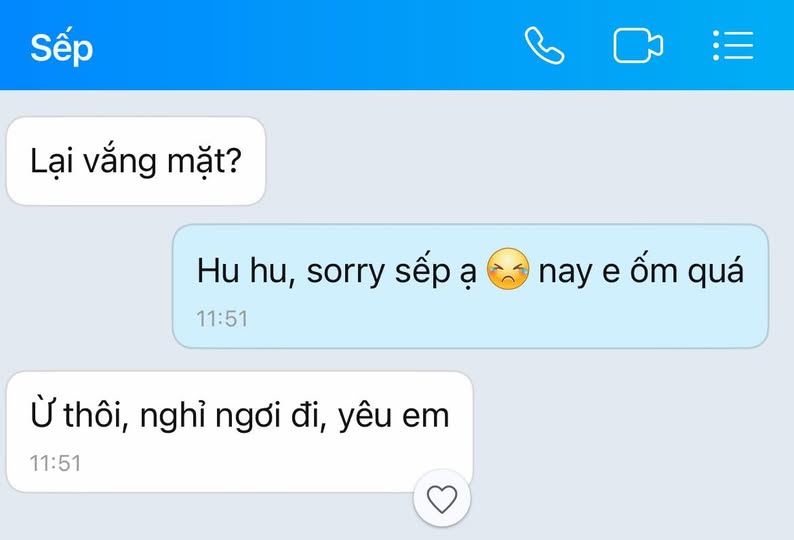 Sếp
Lại vắng mặt?
Hu hu, sorry sếp ạ 😣 nay e ốm quá
11:51
Ừ thôi, nghỉ ngơi đi, yêu em
11:51